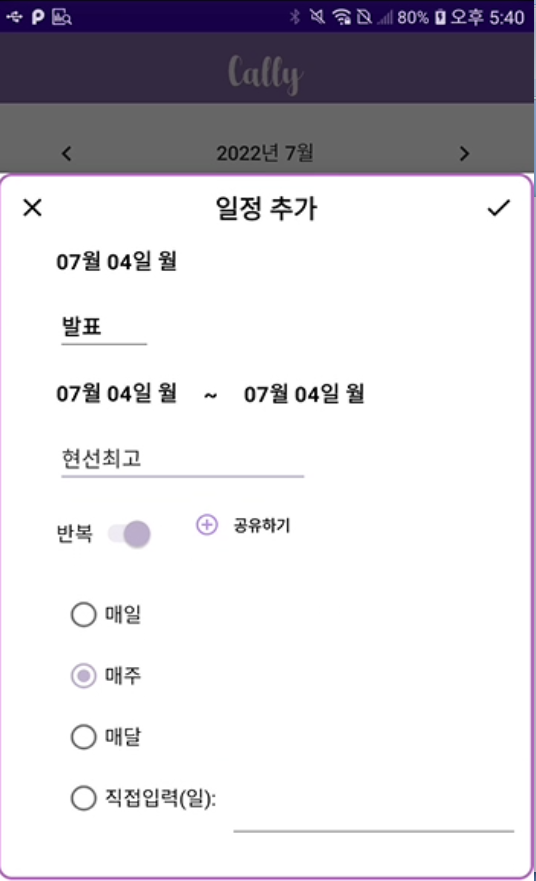 80% 오후 5:40
Cally
2022년 7월
일정 추가
07월 04일 월
발표
07월 04일 월 ~ 07월 04일 월
현선최고
반복 공유하기
매일
매주
매달
직접입력(일):